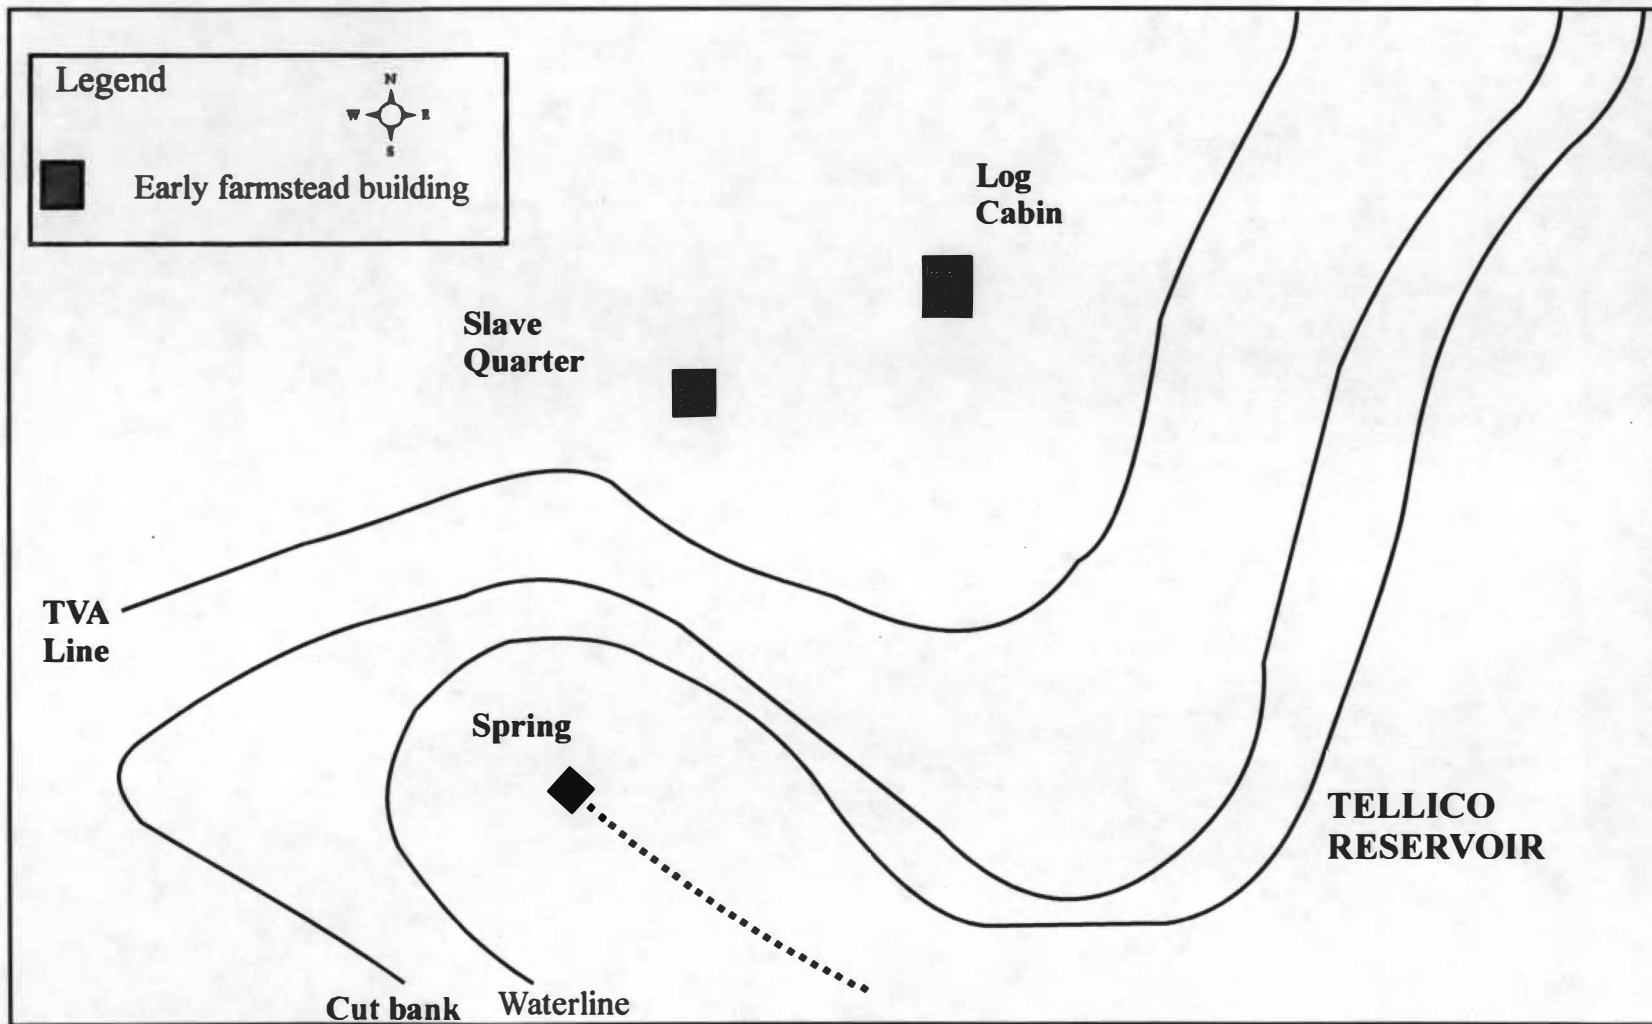 Legend
N
W E
S
Early farmstead building
Log
Cabin
Slave
Quarter
TVA
Line
Spring
TELLICO
RESERVOIR
Cut bank
Waterline